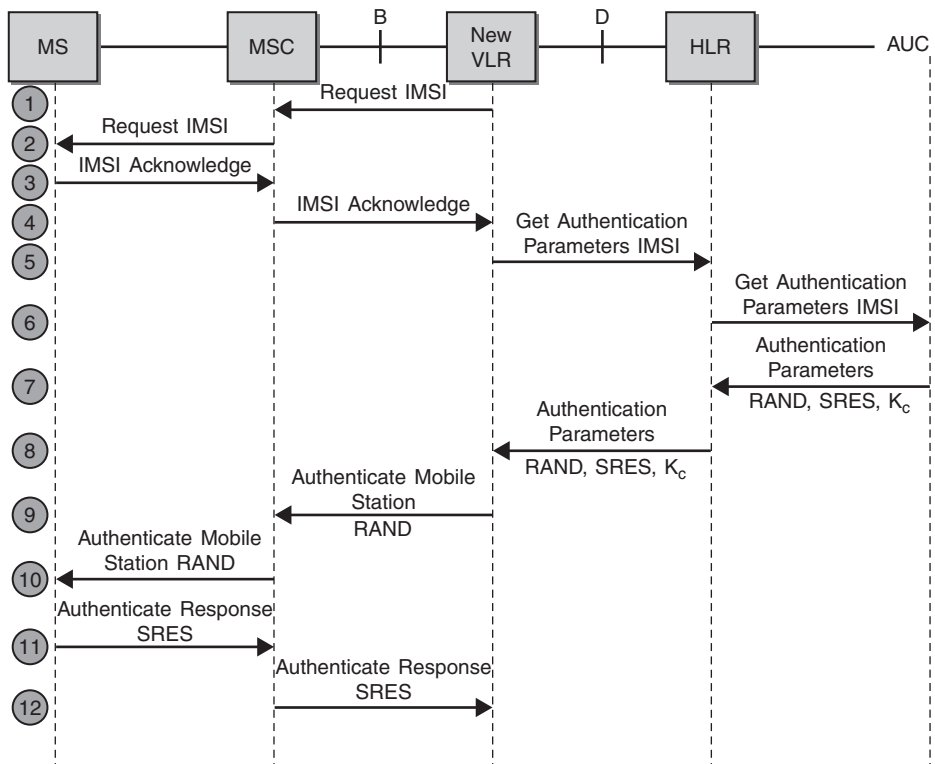 B
D
MS
MSC
New
VLR
HLR
AUC
1
Request IMSI
2
Request IMSI
3
IMSI Acknowledge
4
IMSI Acknowledge
5
Get Authentication
Parameters IMSI
6
Get Authentication
Parameters IMSI
7
Authentication
Parameters
RAND, SRES, Kc
8
Authentication
Parameters
RAND, SRES, Kc
9
Authenticate Mobile
Station
RAND
10
Authenticate Mobile
Station RAND
11
Authenticate Response
SRES
12
Authenticate Response
SRES